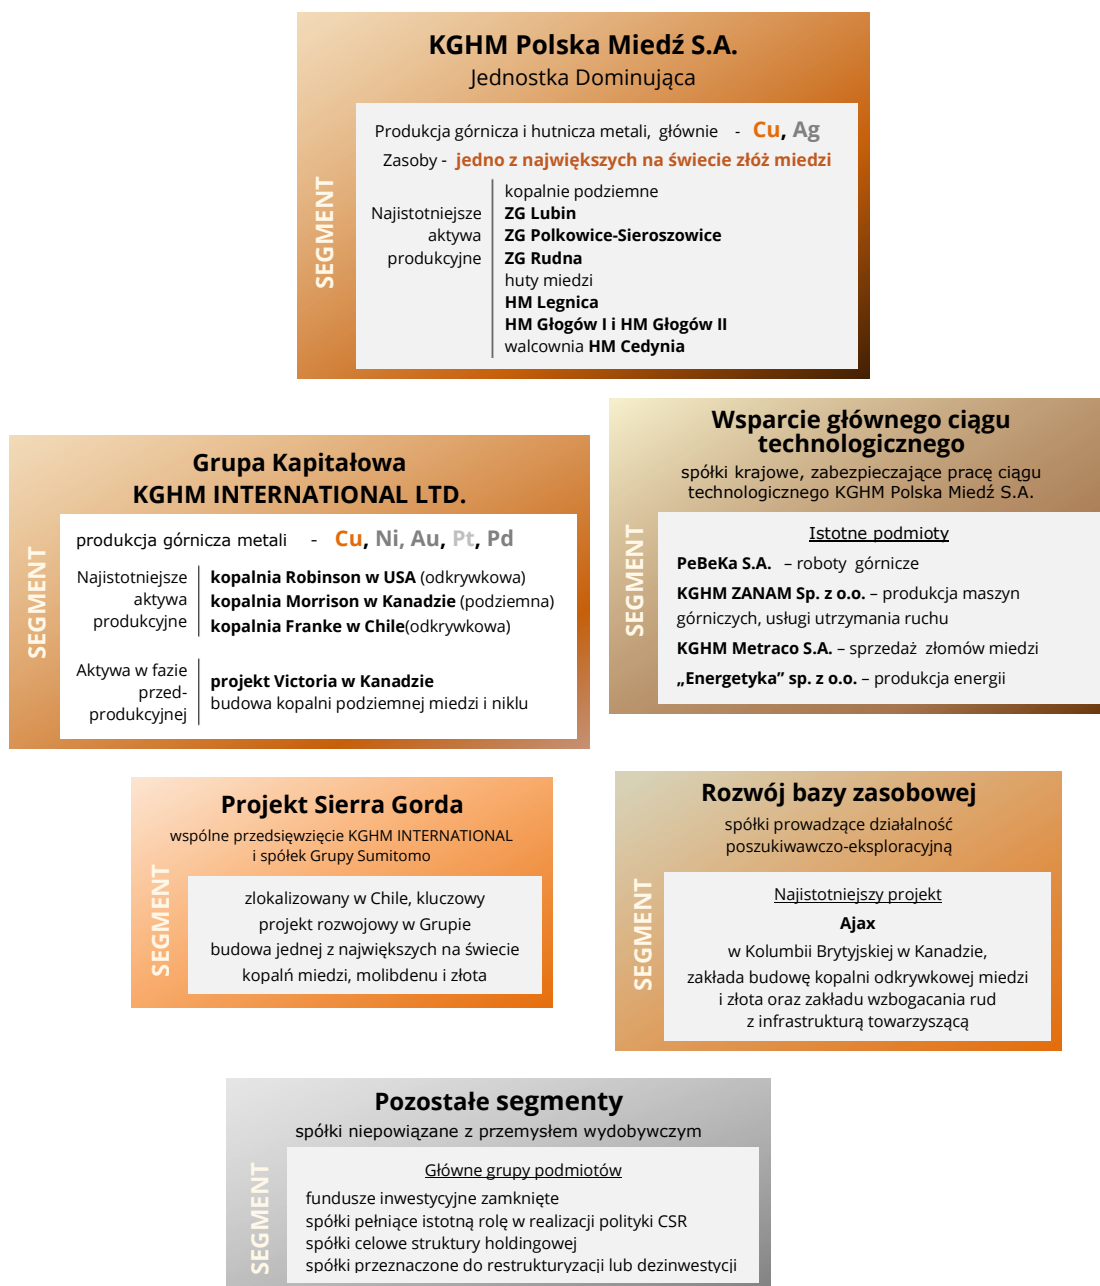 KGHM Polska Miedź S.A.
Jednostka Dominująca
SEGMENT
Produkcja górnicza i hutnicza metali, głównie - Cu, Ag
Zasoby - jedno z największych na świecie złóż miedzi
Najistotniejsze
aktywa
produkcyjne
kopalnie podziemne
ZG Lubin
ZG Polkowice-Sieroszowice
ZG Rudna
huty miedzi
HM Legnica
HM Głogów I i HM Głogów II
walcownia HM Cedynia
Grupa Kapitałowa
KGHM INTERNATIONAL LTD.
SEGMENT
produkcja górnicza metali - Cu, Ni, Au, Pt, Pd
Najistotniejsze
aktywa
produkcyjne
kopalnia Robinson w USA (odkrywkowa)
kopalnia Morrison w Kanadzie (podziemna)
kopalnia Franke w Chile(odkrywkowa)
Aktywa w fazie
przed-
produkcyjnej
projekt Victoria w Kanadzie
budowa kopalni podziemnej miedzi i niklu
Wsparcie głównego ciągu
technologicznego
spółki krajowe, zabezpieczające pracę ciągu
technologicznego KGHM Polska Miedź S.A.
SEGMENT
Istotne podmioty
PeBeKa S.A. – roboty górnicze
KGHM ZANAM Sp. z o.o. – produkcja maszyn
górniczych, usługi utrzymania ruchu
KGHM Metraco S.A. – sprzedaż złomów miedzi
„Energetyka” sp. z o.o. – produkcja energii
Projekt Sierra Gorda
wspólne przedsięwzięcie KGHM INTERNATIONAL
i spółek Grupy Sumitomo
SEGMENT
zlokalizowany w Chile, kluczowy
projekt rozwojowy w Grupie
budowa jednej z największych na świecie
kopalń miedzi, molibdenu i złota
Rozwój bazy zasobowej
spółki prowadzące działalność
poszukiwawczo-eksploracyjną
SEGMENT
Najistotniejszy projekt
Ajax
w Kolumbii Brytyjskiej w Kanadzie,
zakłada budowę kopalni odkrywkowej miedzi
i złota oraz zakładu wzbogacania rud
z infrastrukturą towarzyszącą
Pozostałe segmenty
spółki niepowiązane z przemysłem wydobywczym
SEGMENT
Główne grupy podmiotów
fundusze inwestycyjne zamknięte
spółki pełniące istotną rolę w realizacji polityki CSR
spółki celowe struktury holdingowej
spółki przeznaczone do restrukturyzacji lub dezinwestycji